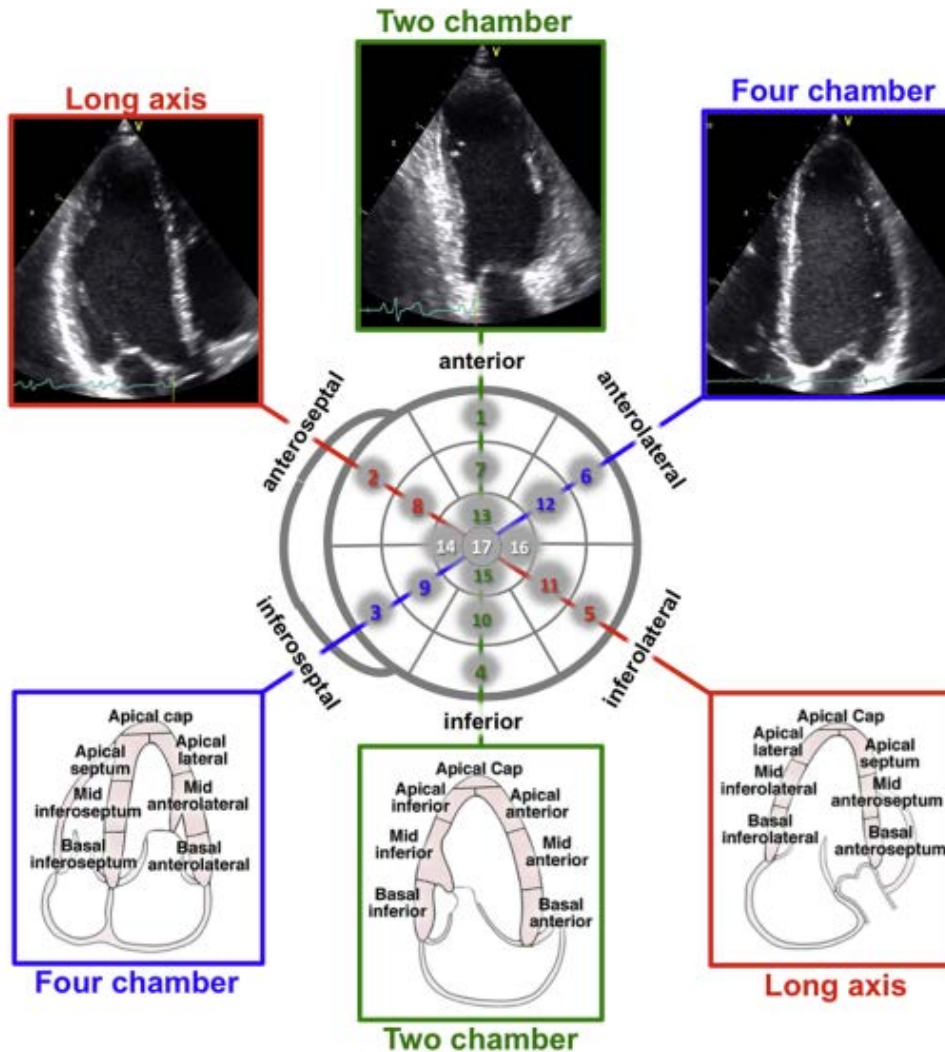 Two chamber
Long axis
Four chamber
V
V
V
anterior
anteroseptal
anterolateral
1
7
2
6
8
12
13
14
17
16
15
9
11
3
10
5
4
inferoseptal
inferolateral
inferior
Apical cap
Apical septum
Apical lateral
Mid inferoseptum
Mid anterolateral
Basal inferoseptum
Basal anterolateral
Four chamber
Apical Cap
Apical inferior
Apical anterior
Mid inferior
Mid anterior
Basal inferior
Basal anterior
Two chamber
Apical Cap
Apical lateral
Apical septum
Mid inferolateral
Mid anteroseptum
Basal inferolateral
Basal anteroseptum
Long axis